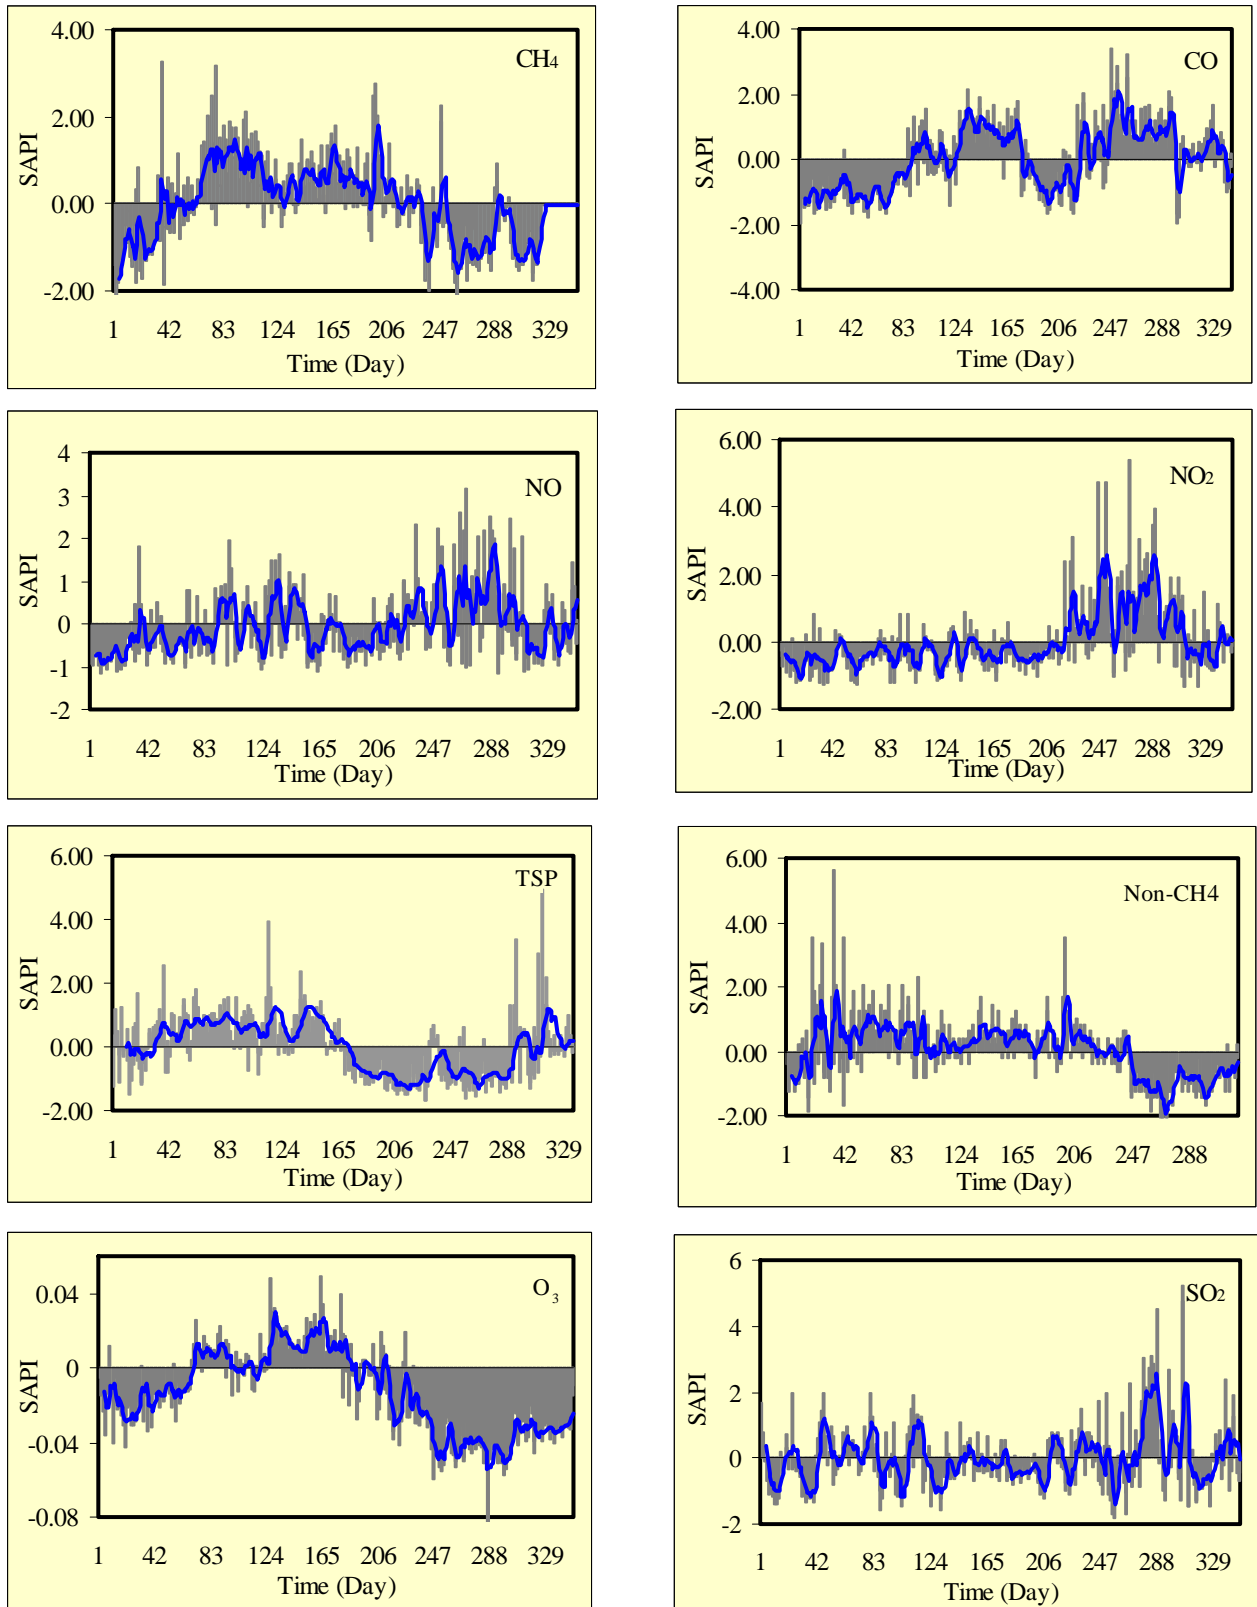 4.00
CH4
2.00
SAPI
0.00
-2.00
1 42 83 124 165 206 247 288 329
Time (Day)
4.00
CO
2.00
SAPI
0.00
-2.00
-4.00
1 42 83 124 165 206 247 288 329
Time (Day)
4
NO
3
2
SAPI
1
0
-1
-2
1 42 83 124 165 206 247 288 329
Time (Day)
6.00
NO2
4.00
SAPI
2.00
0.00
-2.00
1 42 83 124 165 206 247 288 329
Time (Day)
6.00
TSP
4.00
SAPI
2.00
0.00
-2.00
1 42 83 124 165 206 247 288 329
Time (Day)
6.00
Non-CH4
4.00
SAPI
2.00
0.00
-2.00
1 42 83 124 165 206 247 288
Time (Day)
O3
0.04
SAPI
0
-0.04
-0.08
1 42 83 124 165 206 247 288 329
Time (Day)
6
SO2
4
SAPI
2
0
-2
1 42 83 124 165 206 247 288 329
Time (Day)